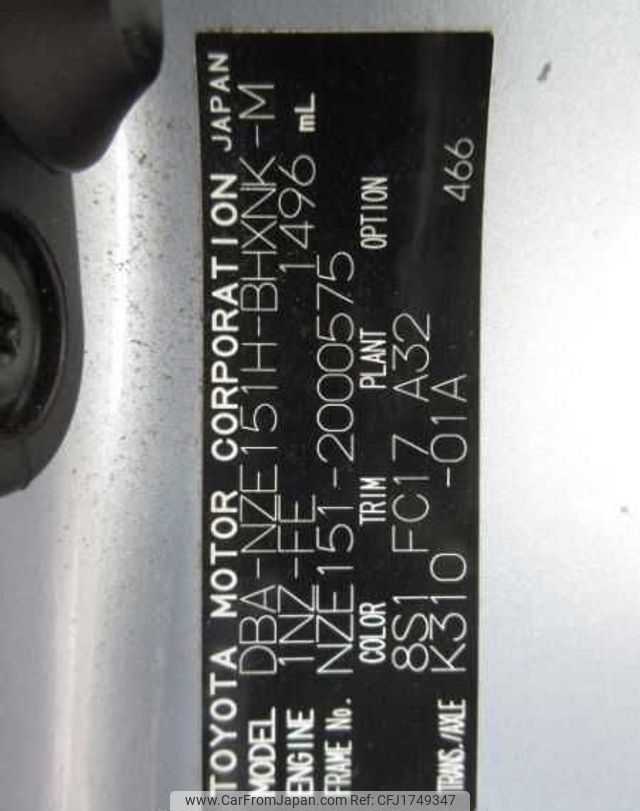 TOYOTA MOTOR CORPORATION JAPAN
MODEL DBA-NZE151H-BHXNK-M
ENGINE 1NZ-FE 1496 mL
FRAME No. NZE151-2000575
COLOR TRIM PLANT OPTION
8S1 FC17 A32
TRANS./AXLE K310 -01A 466
www.CarFromJapan.com CFJ1749347